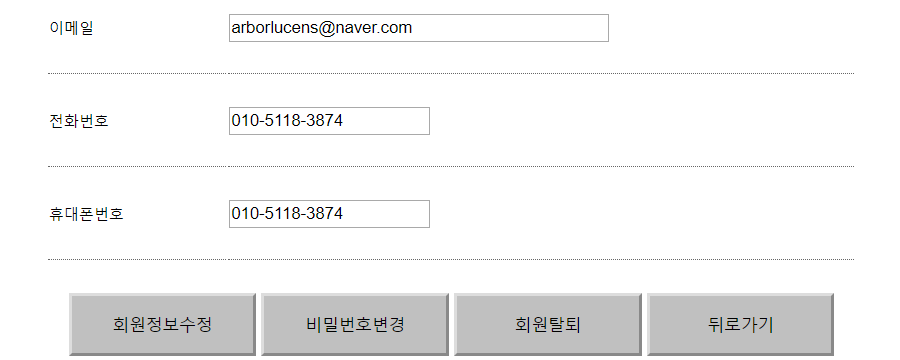 이메일 arborlucens@naver.com
전화번호 010-5118-3874
휴대폰번호 010-5118-3874
회원정보수정 비밀번호변경 회원탈퇴 뒤로가기